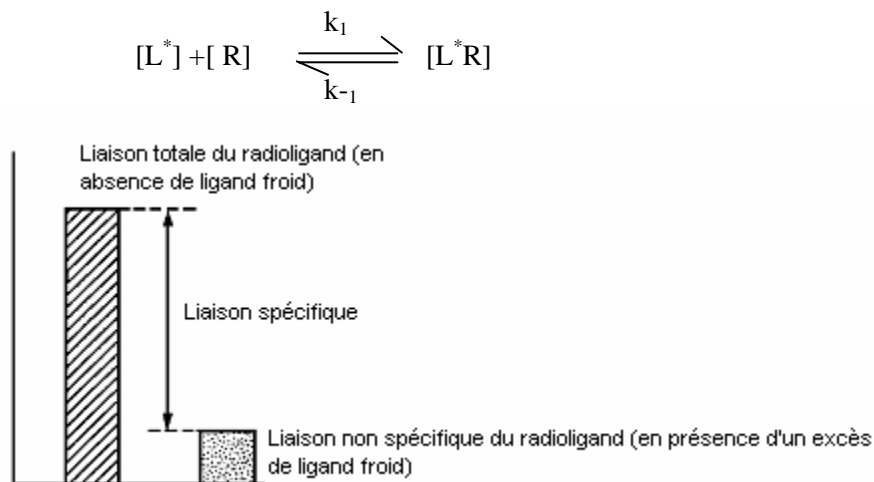 k₁
[L*] +[ R] [L*R]
k-₁
Liaison totale du radioligand (en
absence de ligand froid)
Liaison spécifique
Liaison non spécifique du radioligand (en présence d'un excès
de ligand froid)